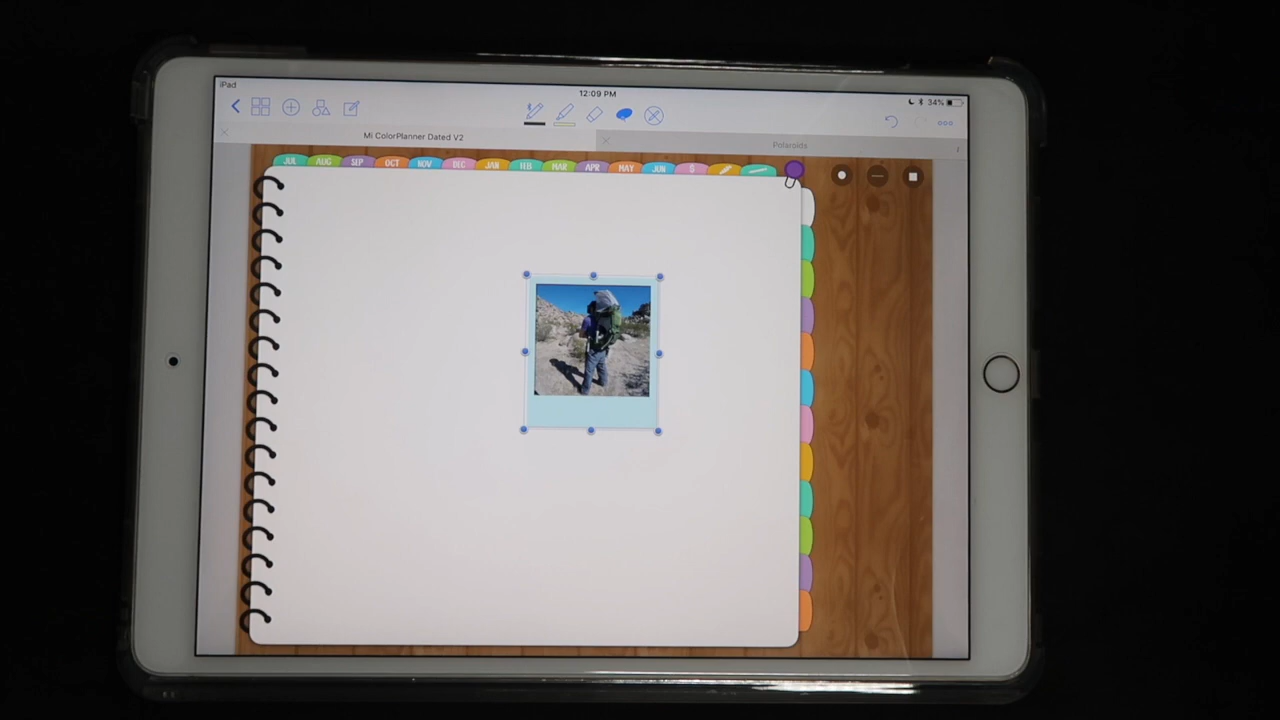 iPad
12:09 PM
34%
Mi ColorPlanner Dated V2
Polaroids
JUL AUG SEP OCT NOV DEC JAN FEB MAR APR MAY JUN $